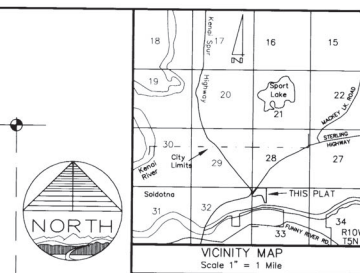 18
17
16
15
Kenai Spur
Highway
N
19
20
Sport
Lake
21
22
MACKEY LK. ROAD
STERLING
HIGHWAY
30
Kenai
River
City
Limits
29
28
27
Soldotna
THIS PLAT
31
32
33
FUNNY RIVER RD.
34
R10W
T5N
NORTH
VICINITY MAP
Scale 1" = 1 Mile